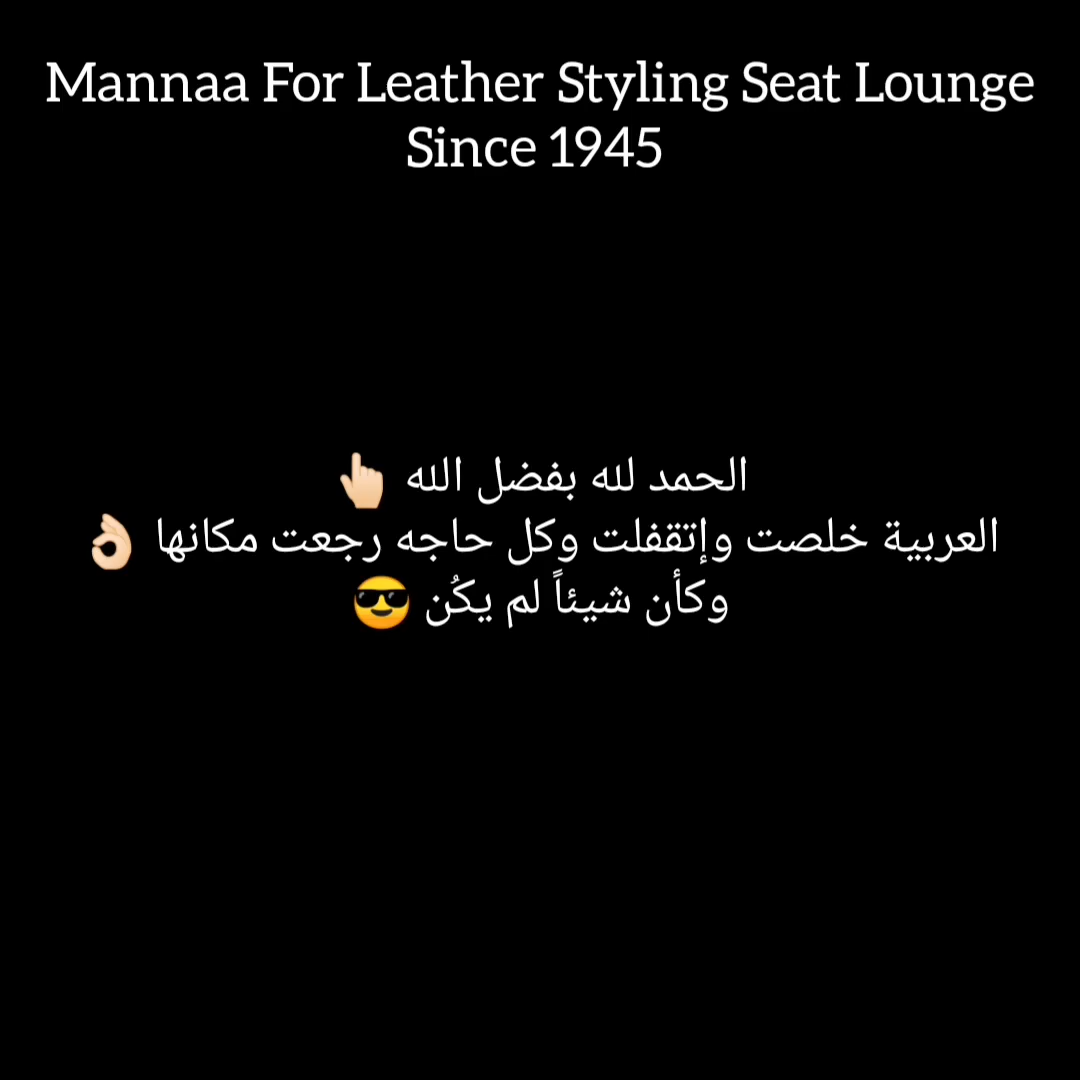 Mannaa For Leather Styling Seat Lounge
Since 1945
الحمد لله بفضل الله 👆🏻
العربية خلصت وإتقفلت وكل حاجه رجعت مكانها 👌🏻
وكأن شيئاً لم يكُن 😎